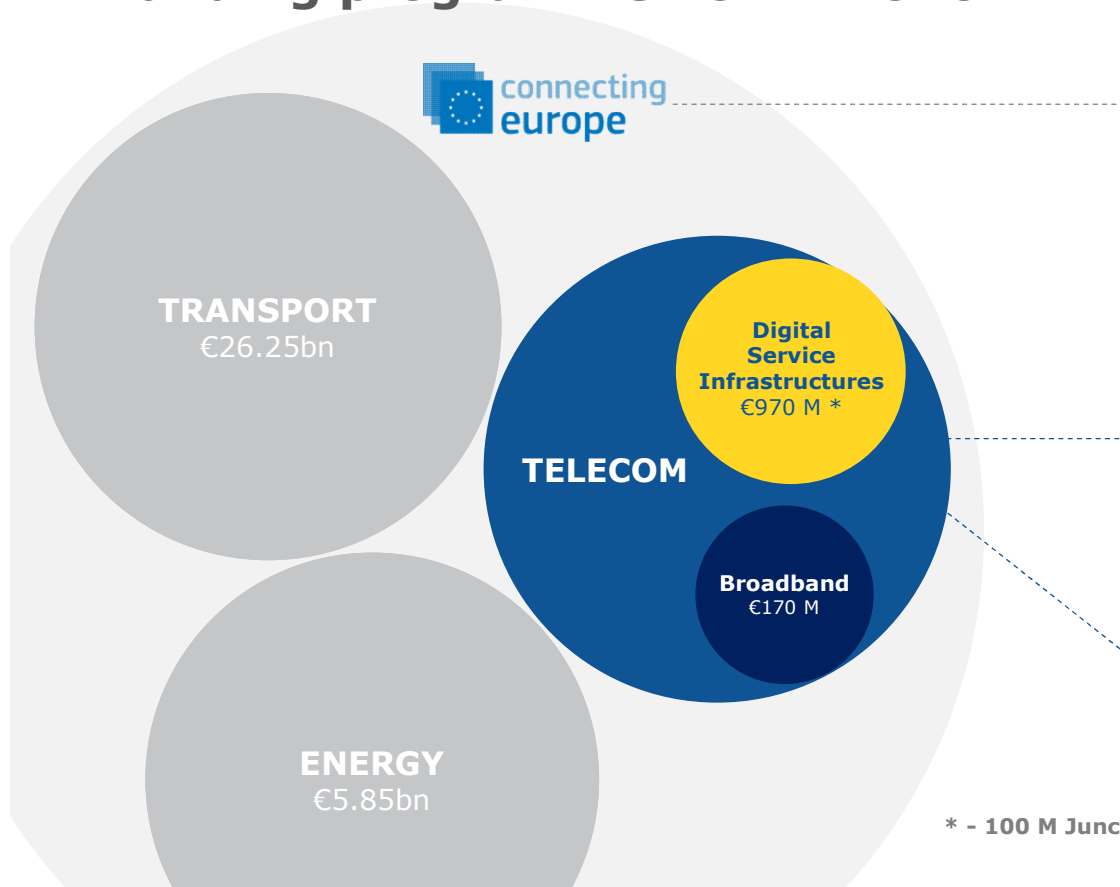 connecting
europe
TRANSPORT
€26.25bn
Digital
Service
Infrastructures
€970 M *
TELECOM
Broadband
€170 M
ENERGY
€5.85bn
* - 100 M Junc